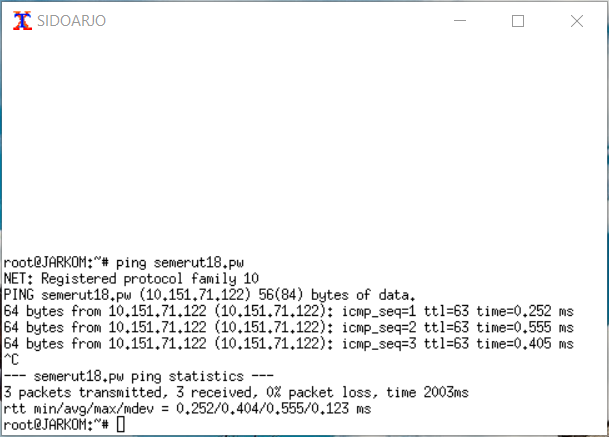 SIDOARJO
root@JARKOM:~# ping semerut18.pw
NET: Registered protocol family 10
PING semerut18.pw (10.151.71.122) 56(84) bytes of data.
64 bytes from 10.151.71.122 (10.151.71.122): icmp_seq=1 ttl=63 time=0.252 ms
64 bytes from 10.151.71.122 (10.151.71.122): icmp_seq=2 ttl=63 time=0.555 ms
64 bytes from 10.151.71.122 (10.151.71.122): icmp_seq=3 ttl=63 time=0.405 ms
^C
--- semerut18.pw ping statistics ---
3 packets transmitted, 3 received, 0% packet loss, time 2003ms
rtt min/avg/max/mdev = 0.252/0.404/0.555/0.123 ms
root@JARKOM:~#